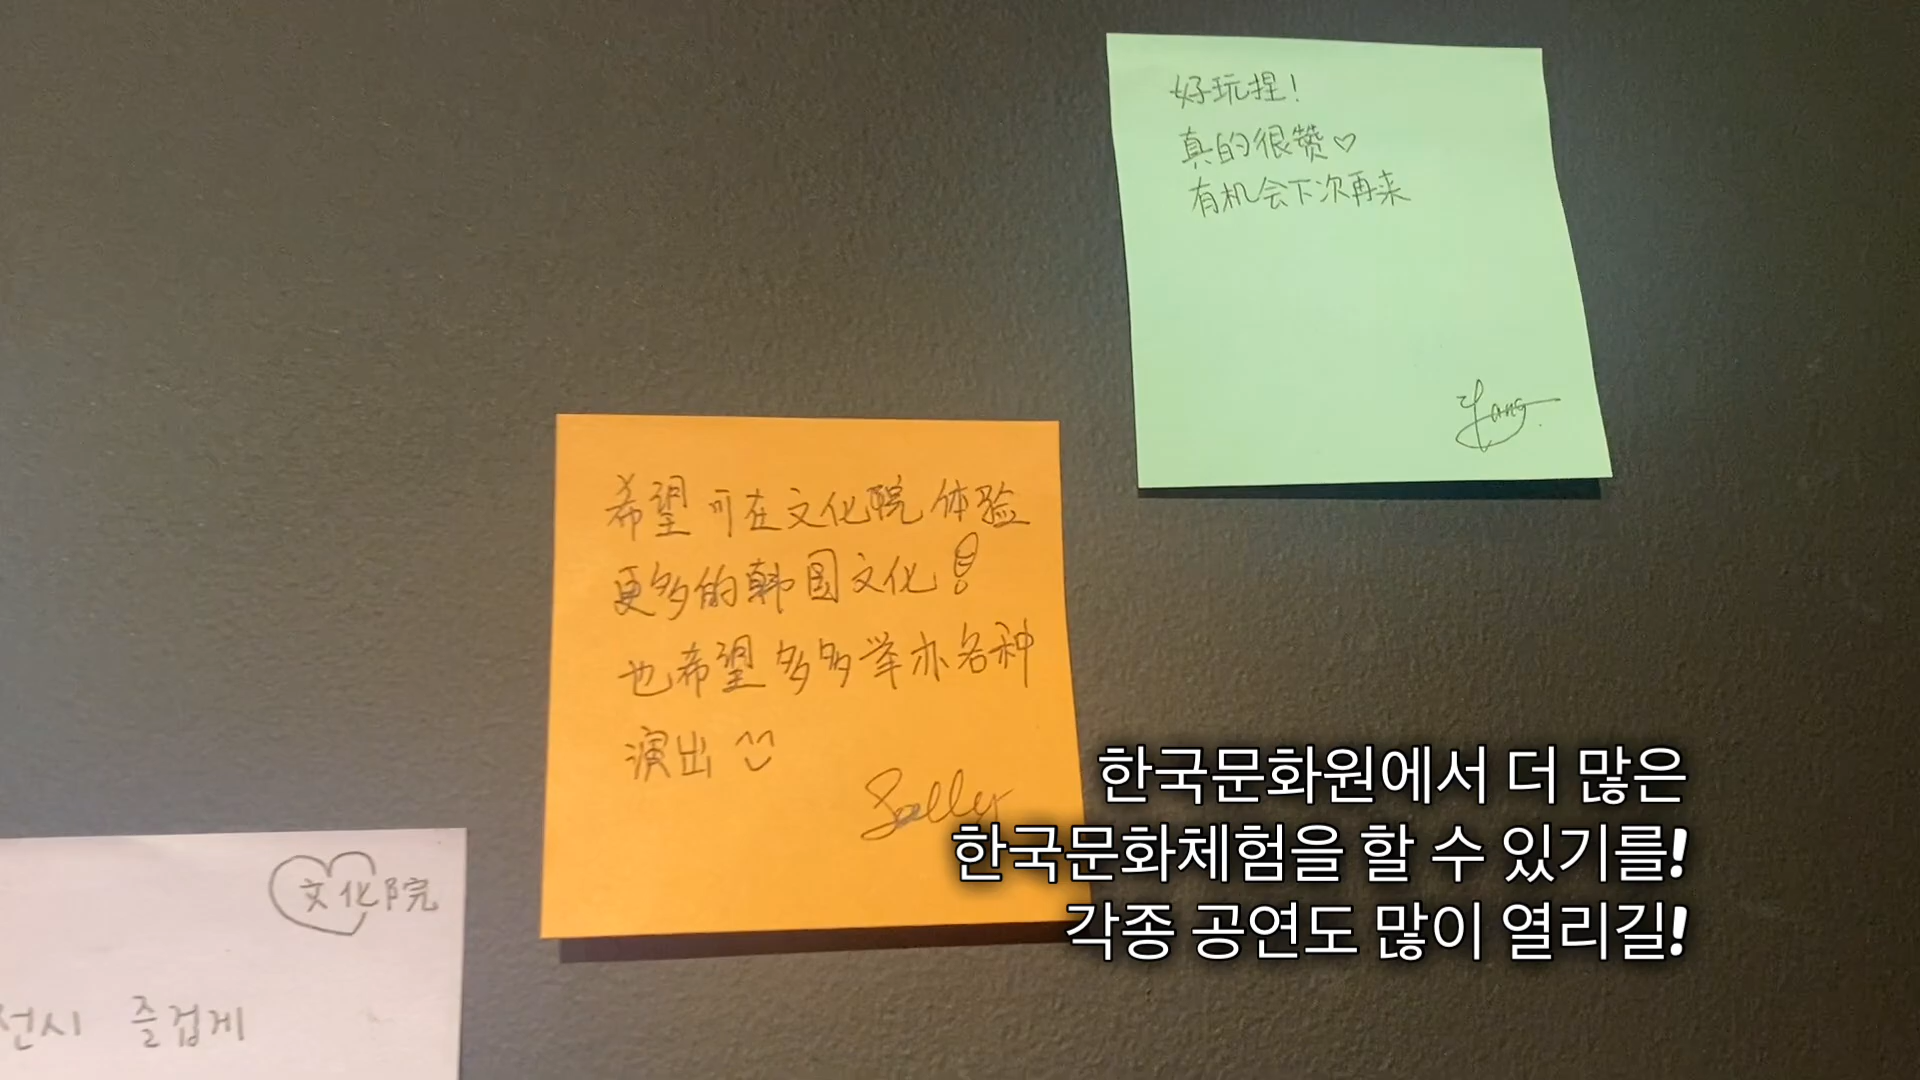 好玩捏!
真的很赞♡
有机会下次再来
Yang
希望可在文化院体验
更多的韩国文化!
也希望多多举办各种
演出
Sally
文化院
전시 즐겁게
한국문화원에서 더 많은
한국문화체험을 할 수 있기를!
각종 공연도 많이 열리길!